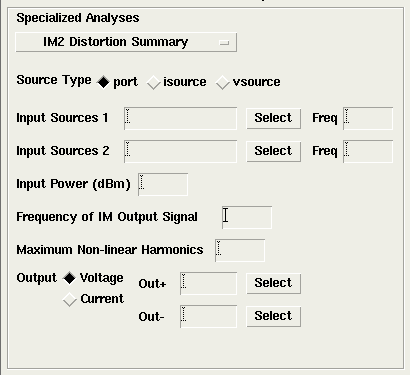 Specialized Analyses
IM2 Distortion Summary
Source Type port isource vsource
Input Sources 1 Select Freq
Input Sources 2 Select Freq
Input Power (dBm)
Frequency of IM Output Signal
Maximum Non-linear Harmonics
Output Voltage Out+ Select
Current
Out- Select